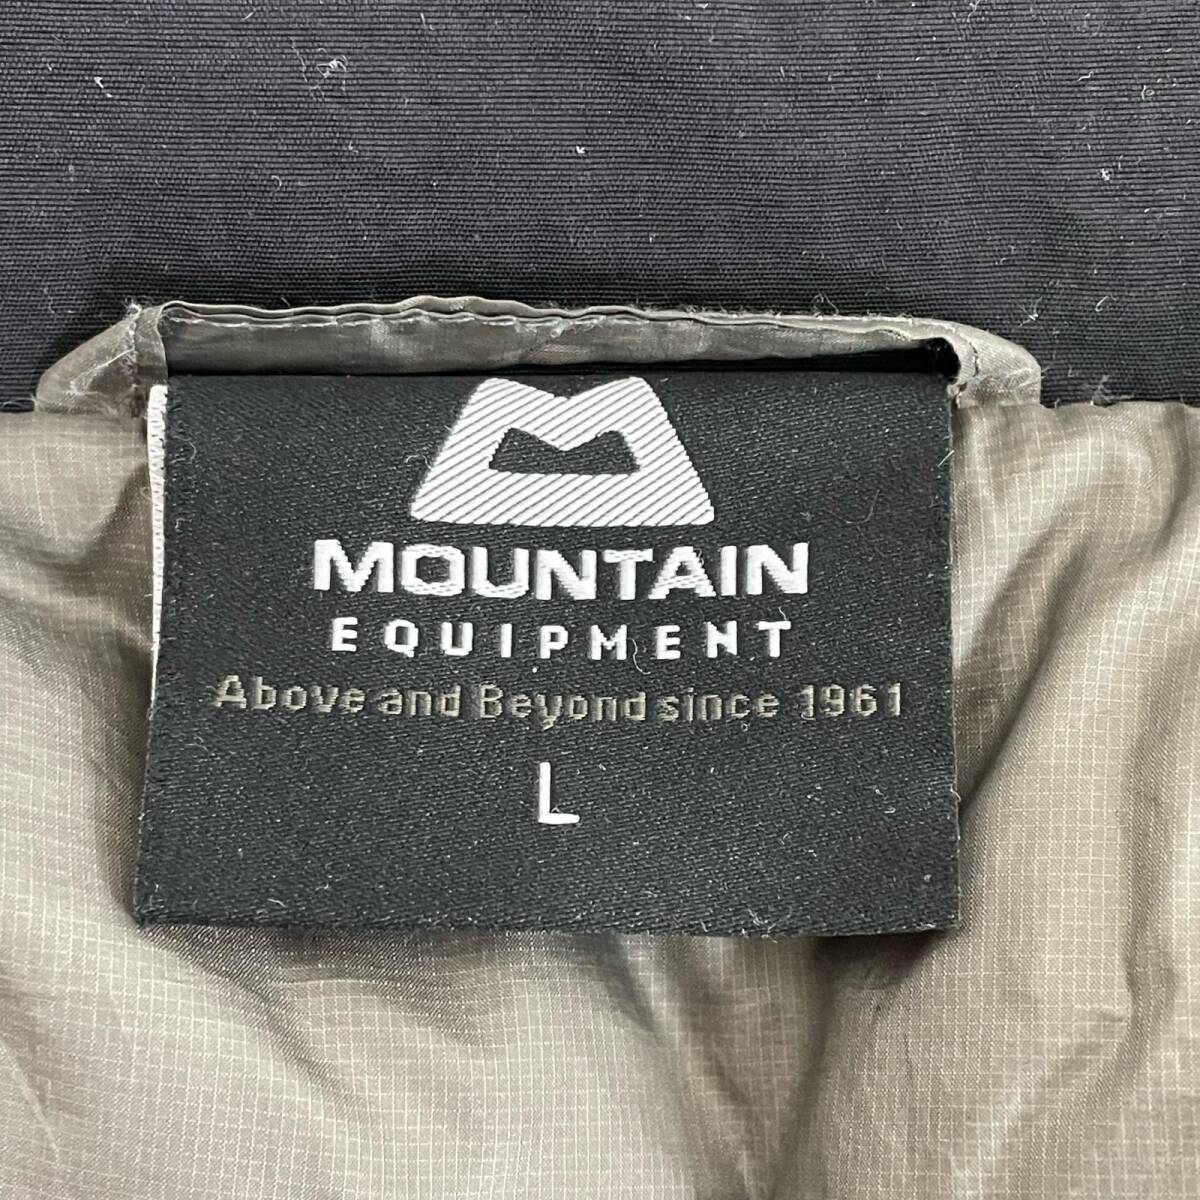 MOUNTAIN
EQUIPMENT
Above and Beyond since 1961
L